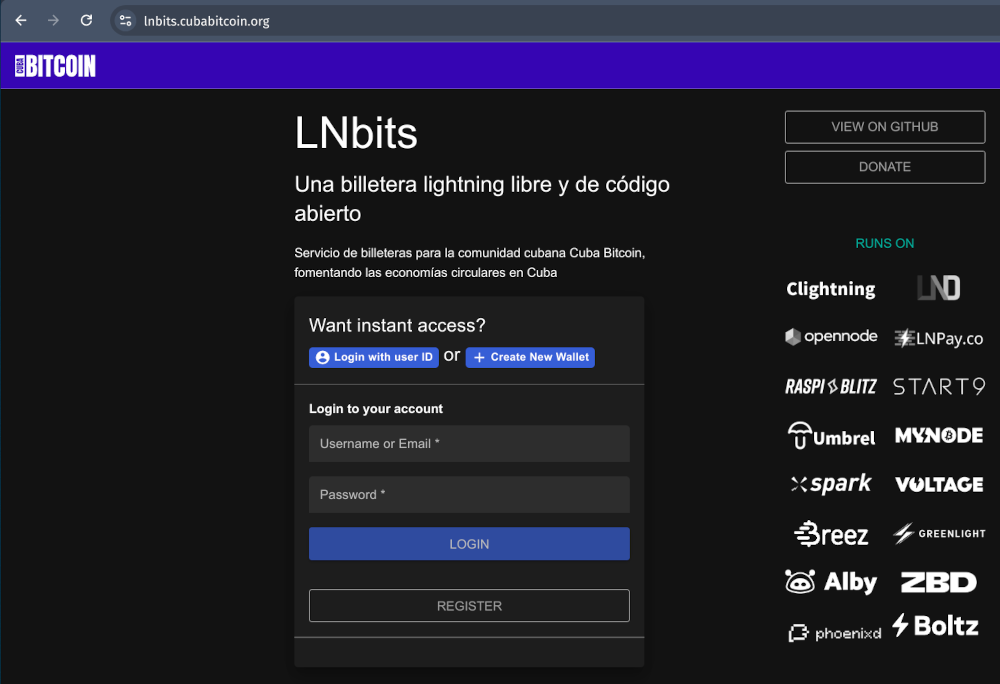 lnbits.cubabitcoin.org
CUBA BITCOIN
LNbits
Una billetera lightning libre y de código
abierto
Servicio de billeteras para la comunidad cubana Cuba Bitcoin,
fomentando las economías circulares en Cuba
Want instant access?
Login with user ID or + Create New Wallet
Login to your account
Username or Email *
Password *
LOGIN
REGISTER
VIEW ON GITHUB
DONATE
RUNS ON
Clightning LND
opennode LNPay.co
RASPIBLITZ START9
Umbrel MYNODE
spark VOLTAGE
Breez GREENLIGHT
Alby ZBD
phoenixd Boltz